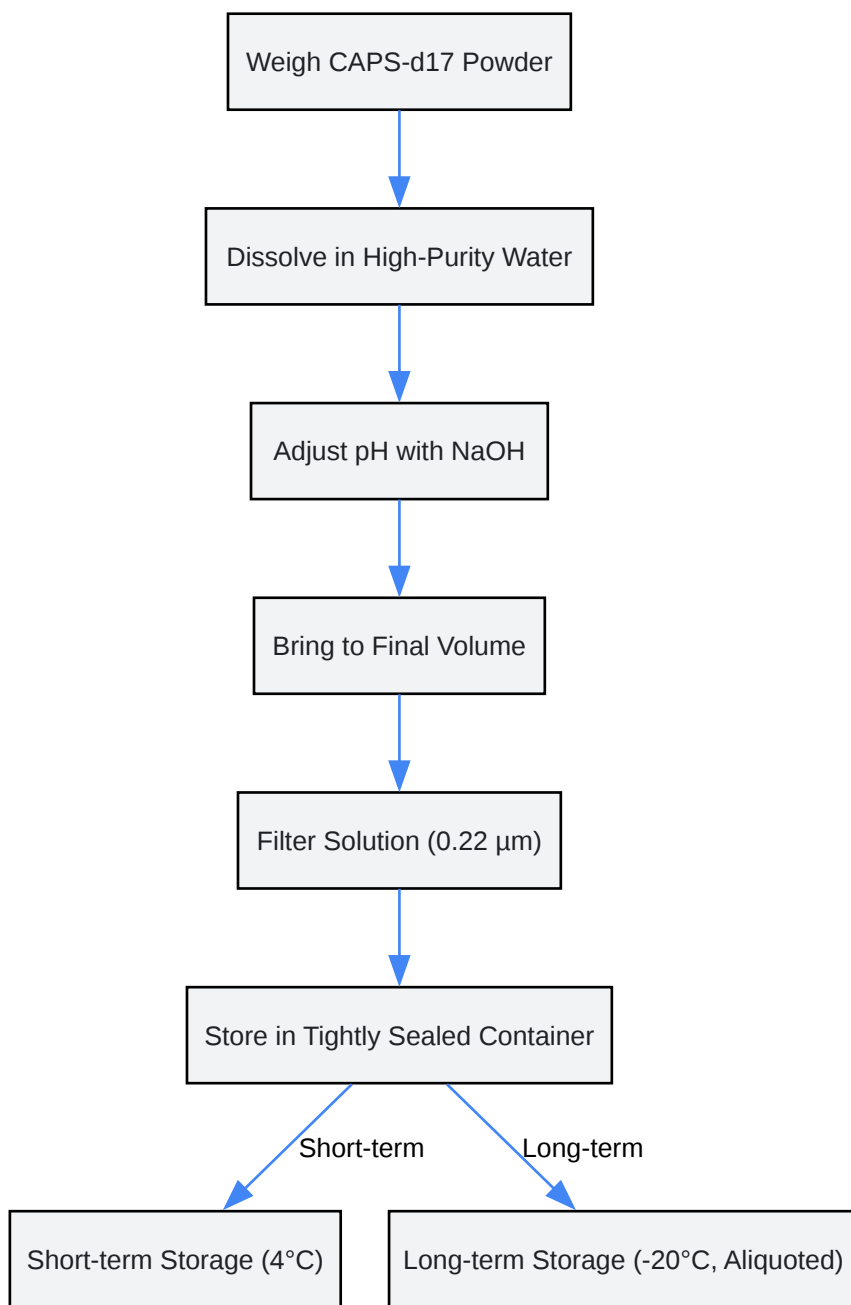 Weigh CAPS-d17 Powder
Dissolve in High-Purity Water
Adjust pH with NaOH
Bring to Final Volume
Filter Solution (0.22 µm)
Store in Tightly Sealed Container
Short-term
Long-term
Short-term Storage (4°C)
Long-term Storage (-20°C, Aliquoted)